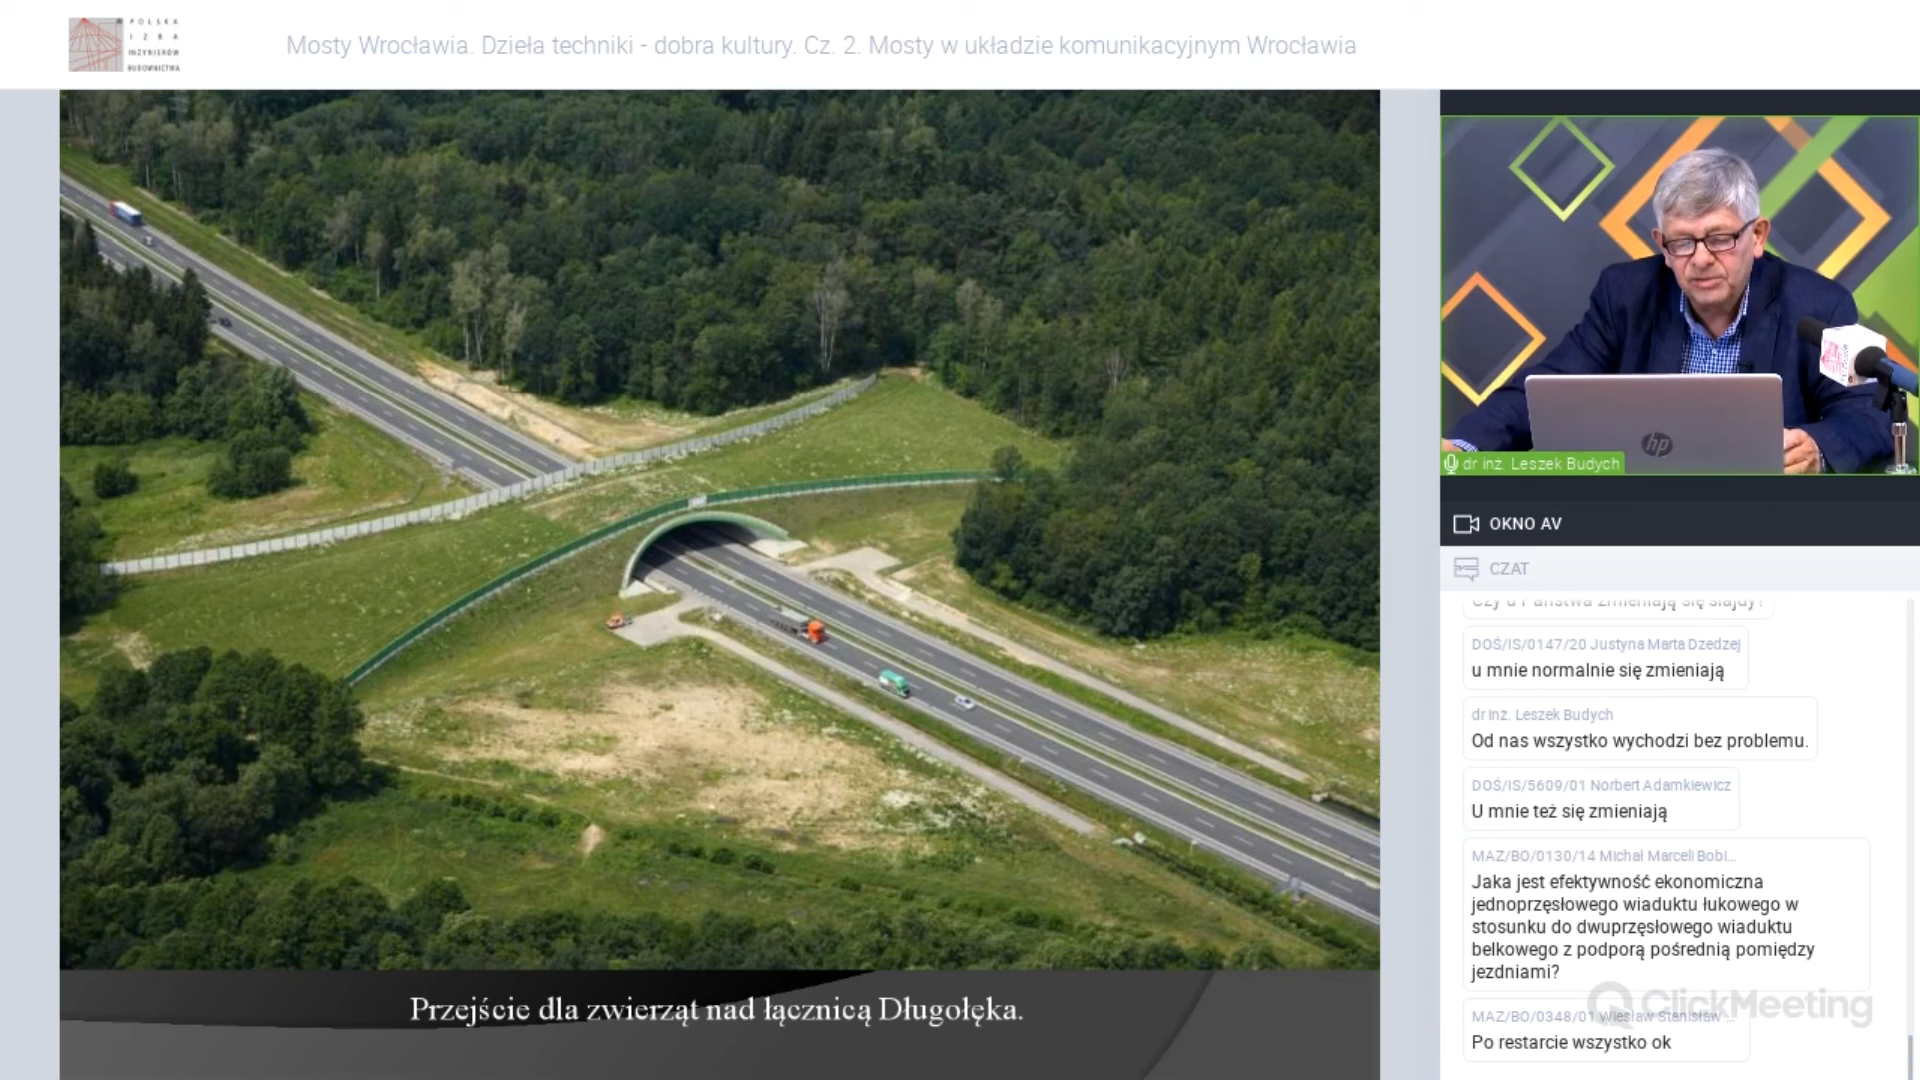 POLSKA
IZBA
INŻYNIERÓW
BUDOWNICTWA
Mosty Wrocławia. Dzieła techniki - dobra kultury. Cz. 2. Mosty w układzie komunikacyjnym Wrocławia
hp
dr inż. Leszek Budych
OKNO AV
CZAT
Czy u Państwa zmieniają się slajdy?
DOŚ/IS/0147/20 Justyna Marta Dzedzej
u mnie normalnie się zmieniają
dr inż. Leszek Budych
Od nas wszystko wychodzi bez problemu.
DOŚ/IS/5609/01 Norbert Adamkiewicz
U mnie też się zmieniają
MAZ/BO/0130/14 Michał Marceli Bobi...
Jaka jest efektywność ekonomiczna
jednoprzęsłowego wiaduktu łukowego w
stosunku do dwuprzęsłowego wiaduktu
belkowego z podporą pośrednią pomiędzy
jezdniami?
MAZ/BO/0348/01 Wiesław Stanisław ...
Po restarcie wszystko ok
ClickMeeting
Przejście dla zwierząt nad łącznicą Długołęka.